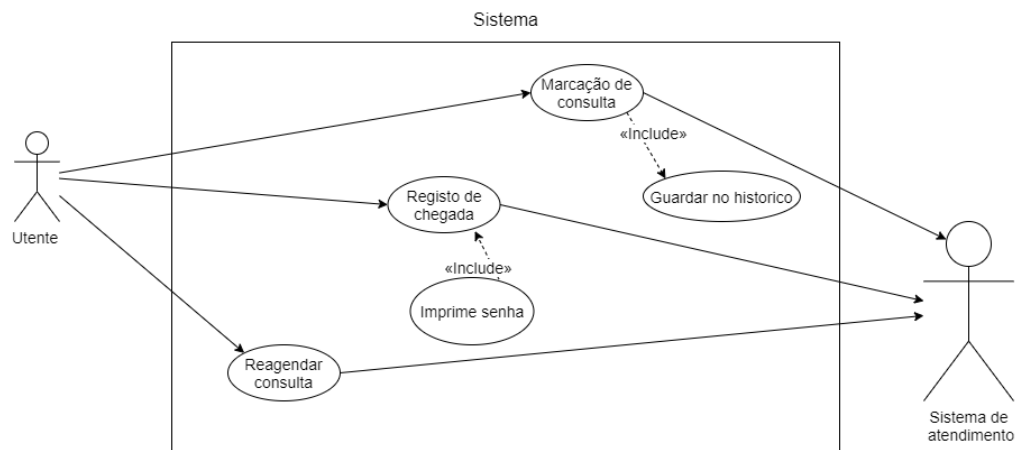 Sistema
Marcação de
consulta
«Include»
Guardar no historico
Utente
Registo de
chegada
«Include»
Imprime senha
Reagendar
consulta
Sistema de
atendimento